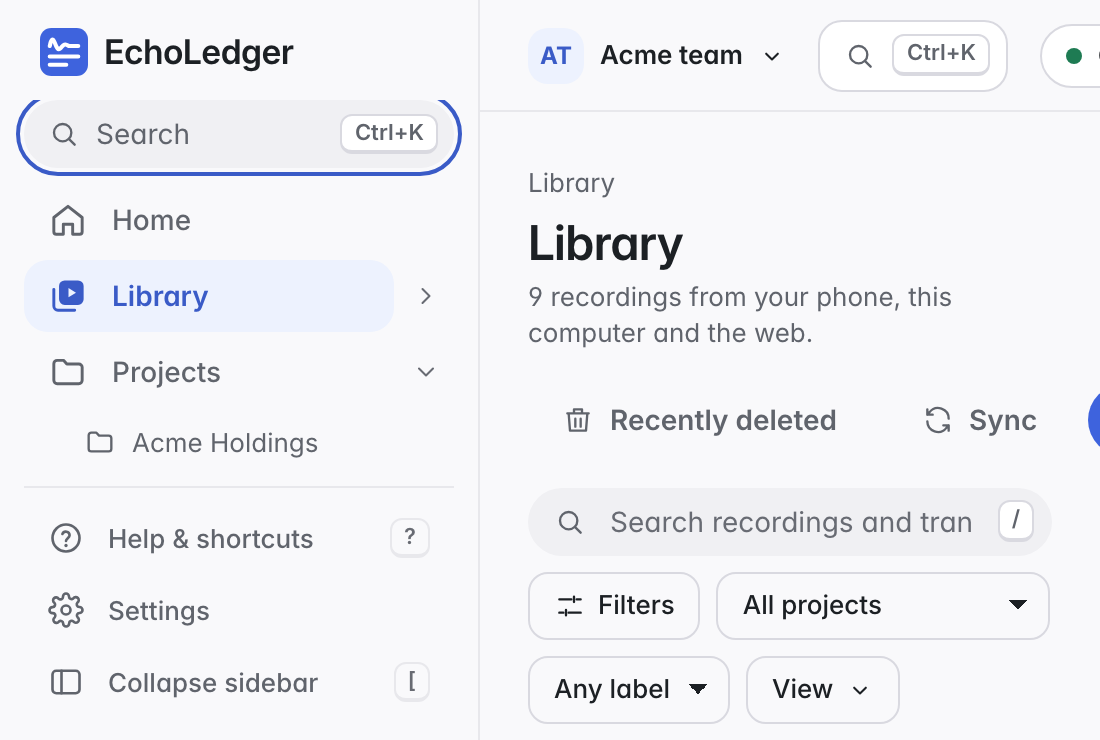 EchoLedger
Search Ctrl+K
Home
Library
Projects
Acme Holdings
Help & shortcuts ?
Settings
Collapse sidebar [
AT Acme team Ctrl+K
Library
Library
9 recordings from your phone, this
computer and the web.
Recently deleted Sync
Search recordings and tran /
Filters All projects
Any label View